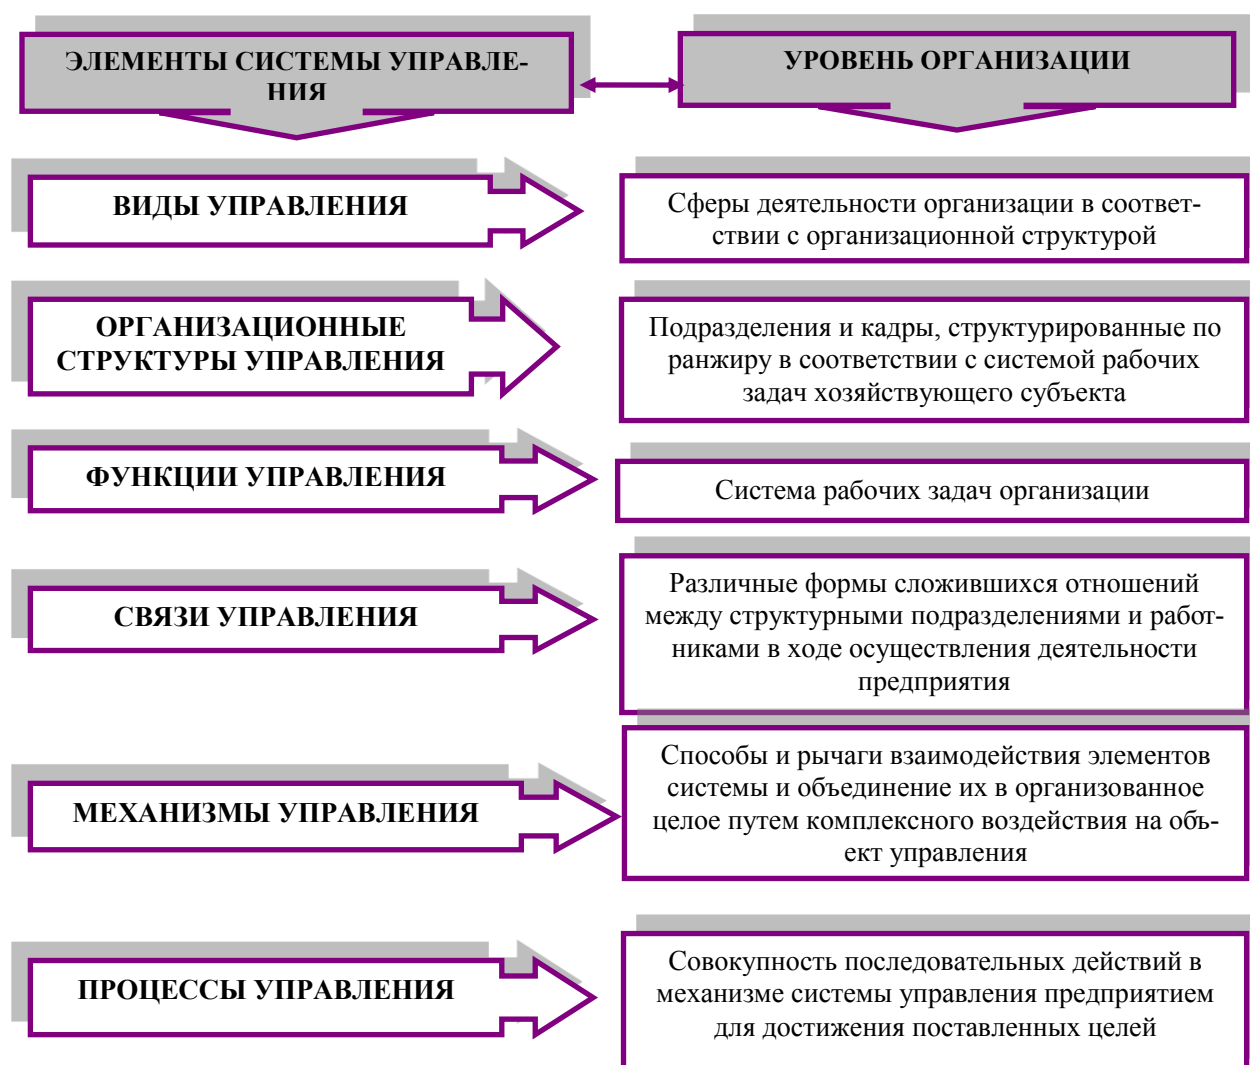 ЭЛЕМЕНТЫ СИСТЕМЫ УПРАВЛЕ-
НИЯ
УРОВЕНЬ ОРГАНИЗАЦИИ
ВИДЫ УПРАВЛЕНИЯ
Сферы деятельности организации в соответ-
ствии с организационной структурой
ОРГАНИЗАЦИОННЫЕ
СТРУКТУРЫ УПРАВЛЕНИЯ
Подразделения и кадры, структурированные по
ранжиру в соответствии с системой рабочих
задач хозяйствующего субъекта
ФУНКЦИИ УПРАВЛЕНИЯ
Система рабочих задач организации
СВЯЗИ УПРАВЛЕНИЯ
Различные формы сложившихся отношений
между структурными подразделениями и работ-
никами в ходе осуществления деятельности
предприятия
МЕХАНИЗМЫ УПРАВЛЕНИЯ
Способы и рычаги взаимодействия элементов
системы и объединение их в организованное
целое путем комплексного воздействия на объ-
ект управления
ПРОЦЕССЫ УПРАВЛЕНИЯ
Совокупность последовательных действий в
механизме системы управления предприятием
для достижения поставленных целей